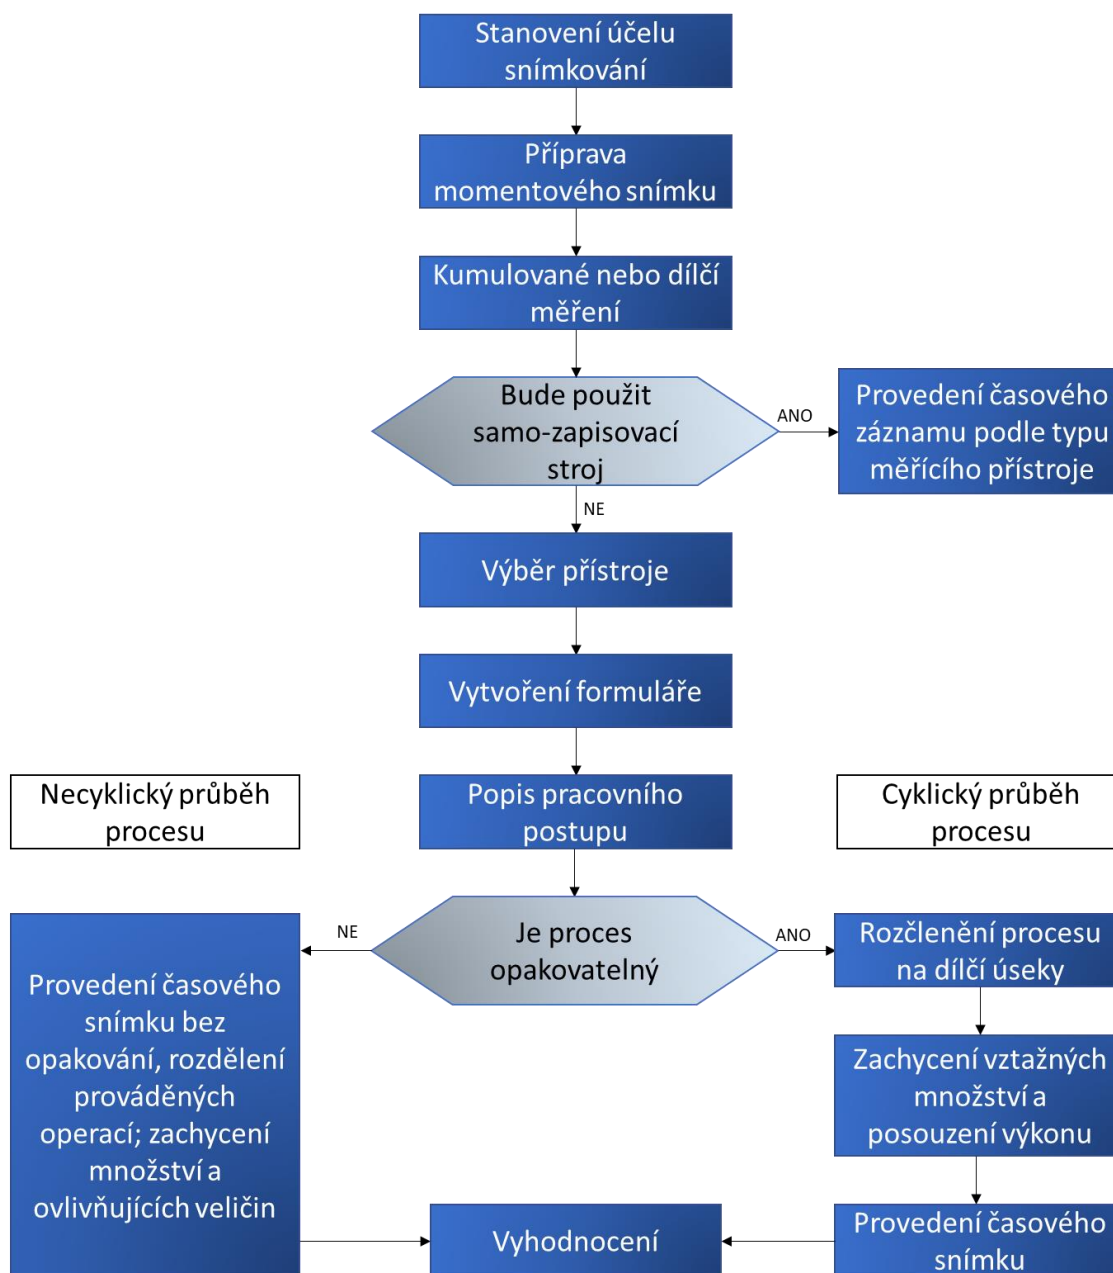 Stanovení účelu
snímkování
Příprava
momentového snímku
Kumulované nebo dílčí
měření
Bude použit
samo-zapisovací
stroj
ANO
Provedení časového
záznamu podle typu
měřícího přístroje
NE
Výběr přístroje
Vytvoření formuláře
Necyklický průběh
procesu
Popis pracovního
postupu
Cyklický průběh
procesu
NE
Je proces
opakovatelný
ANO
Provedení časového
snímku bez
opakování, rozdělení
prováděných
operací; zachycení
množství a
ovlivňujících veličin
Rozčlenění procesu
na dílčí úseky
Zachycení vztažných
množství a
posouzení výkonu
Vyhodnocení
Provedení časového
snímku